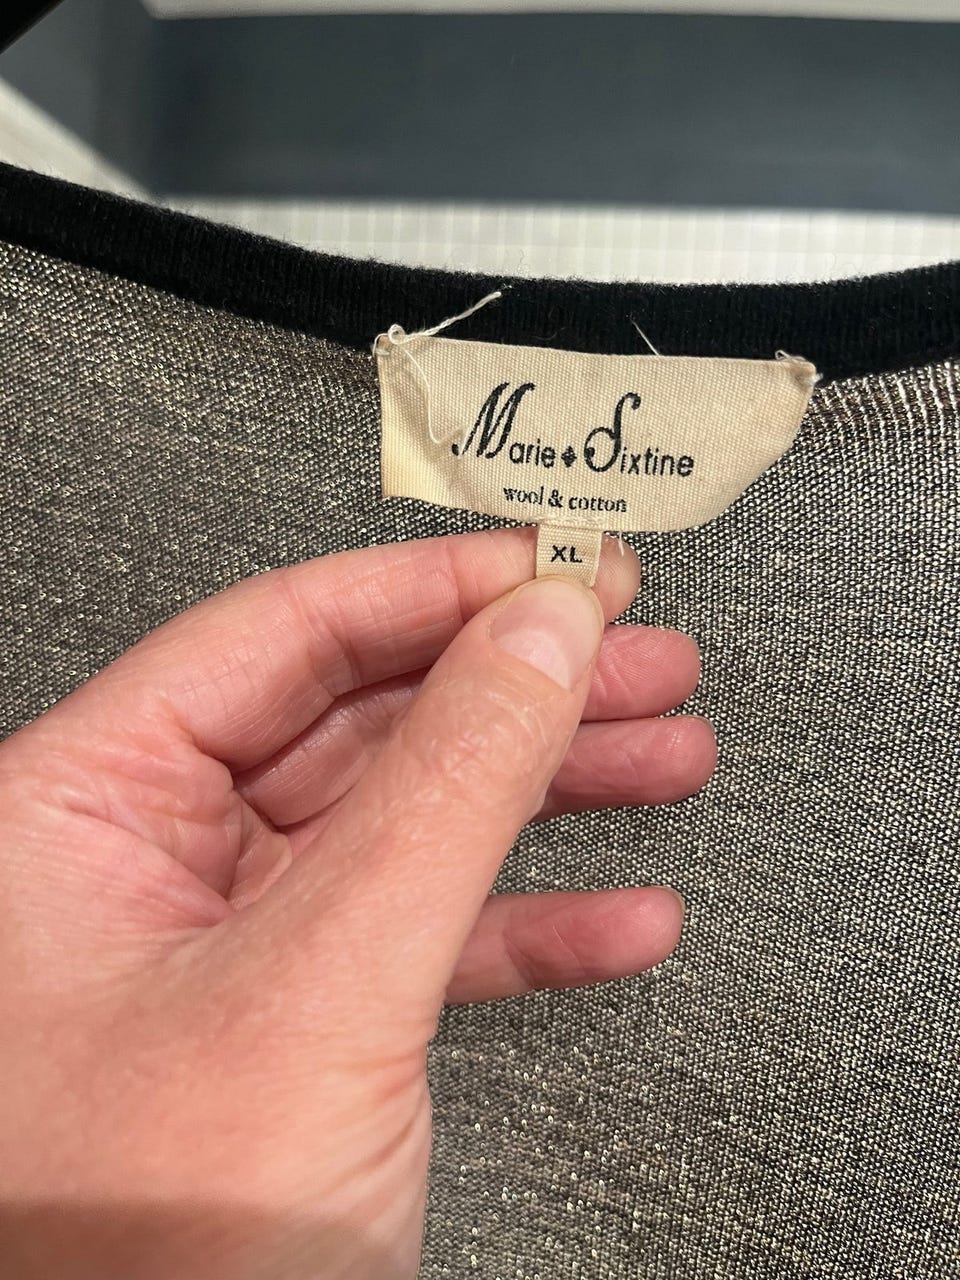 Marie ♦ Sixtine
wool & cotton
XL